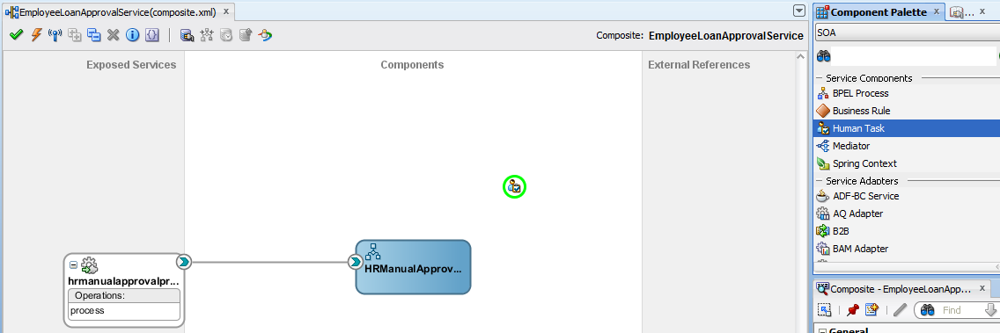 EmployeeLoanApprovalService(composite.xml) x
Composite: EmployeeLoanApprovalService
Exposed Services
Components
External References
hrmanualapprovalpr...
Operations:
process
HRManualApprov...
Component Palette x
... x
SOA
Service Components
BPEL Process
Business Rule
Human Task
Mediator
Spring Context
Service Adapters
ADF-BC Service
AQ Adapter
B2B
BAM Adapter
Composite - EmployeeLoanApp... x
Find
General